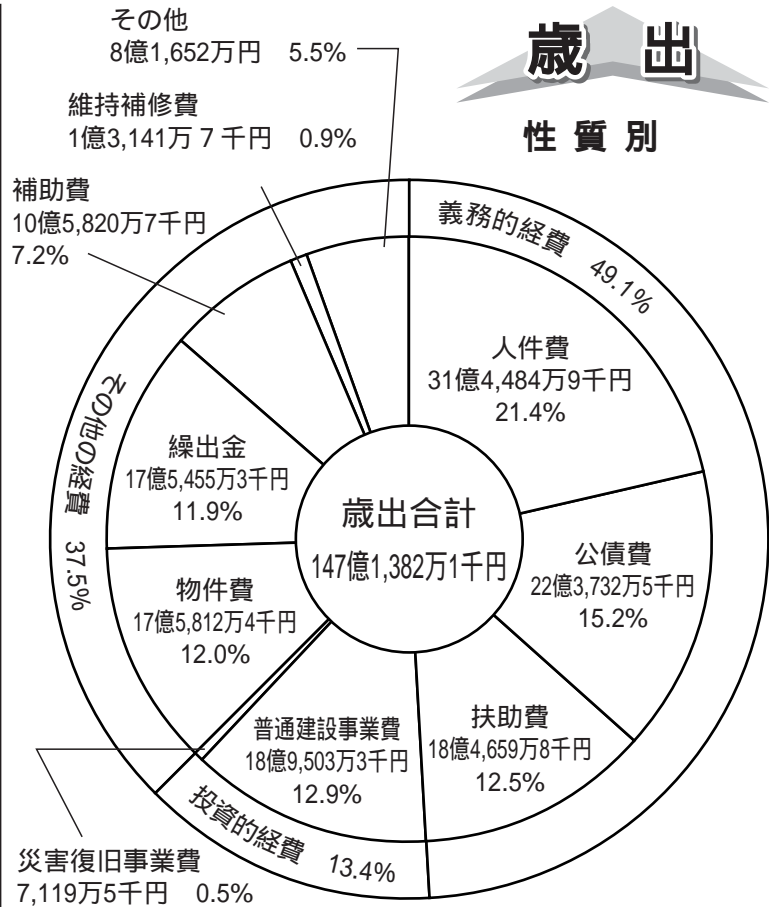 歳出
性質別
その他
8億1,652万円 5.5%
維持補修費
1億3,141万7千円 0.9%
補助費
10億5,820万7千円
7.2%
義務的経費 49.1%
人件費
31億4,484万9千円
21.4%
公債費
22億3,732万5千円
15.2%
扶助費
18億4,659万8千円
12.5%
投資的経費 13.4%
普通建設事業費
18億9,503万3千円
12.9%
災害復旧事業費
7,119万5千円 0.5%
その他の経費 37.5%
物件費
17億5,812万4千円
12.0%
繰出金
17億5,455万3千円
11.9%
歳出合計
147億1,382万1千円